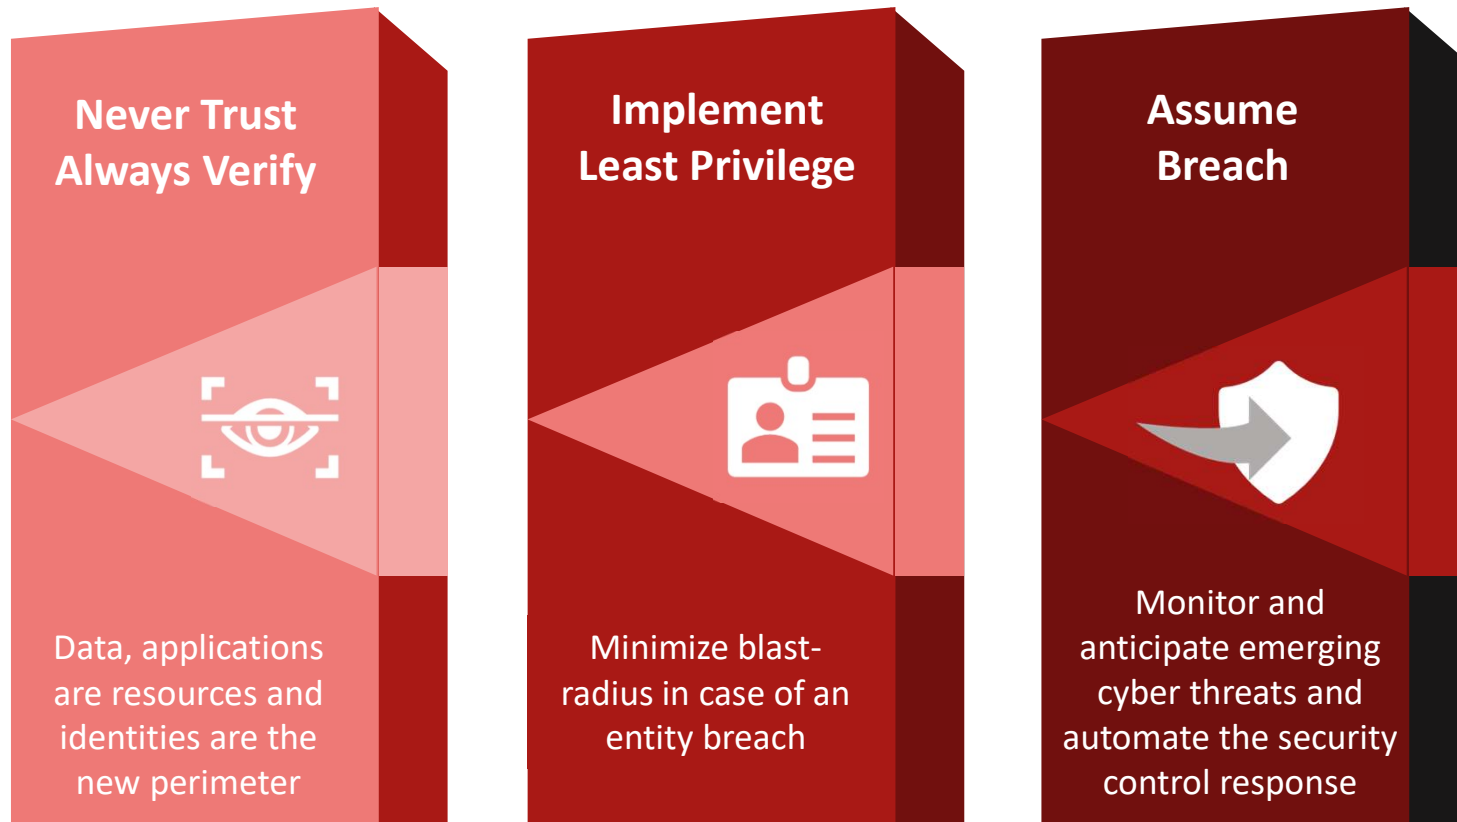 Never Trust
Always Verify
Data, applications
are resources and
identities are the
new perimeter
Implement
Least Privilege
Minimize blast-
radius in case of an
entity breach
Assume
Breach
Monitor and
anticipate emerging
cyber threats and
automate the security
control response